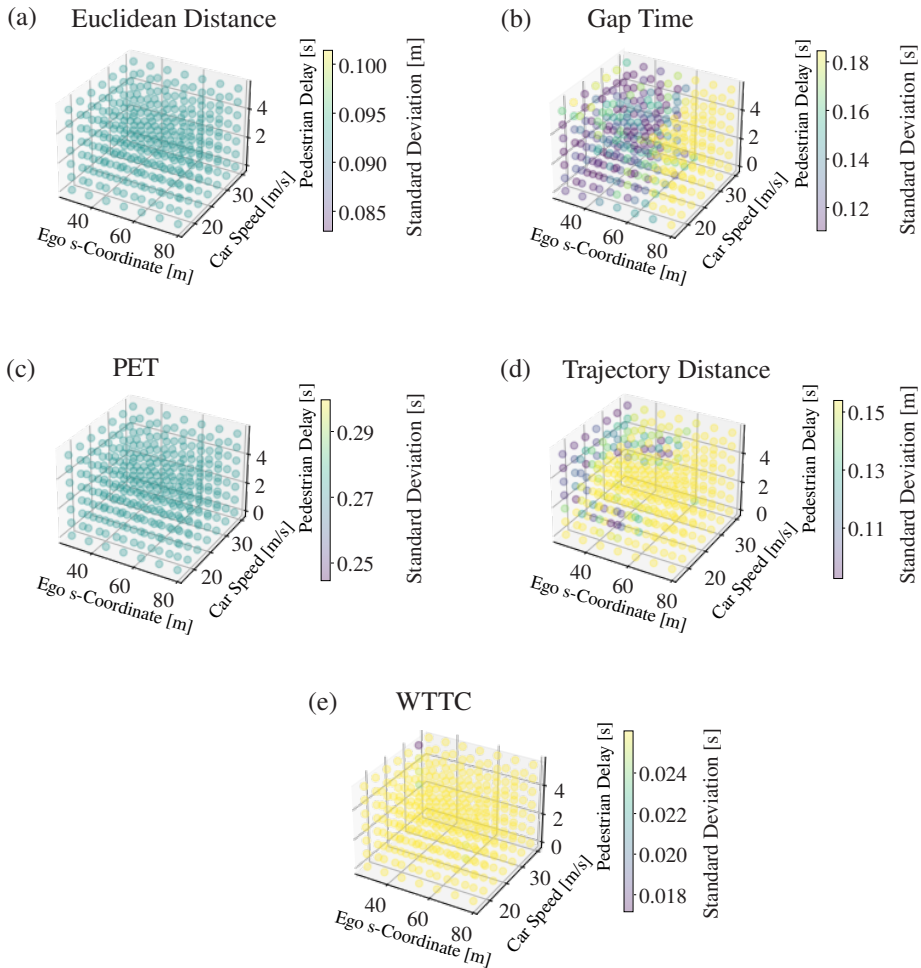 (a) Euclidean Distance
Pedestrian Delay [s]
4
2
40
60
80
20
30
Ego s-Coordinate [m]
Car Speed [m/s]
0.100
0.095
0.090
0.085
Standard Deviation [m]
(b) Gap Time
Pedestrian Delay [s]
4
2
0
40
60
80
20
30
Ego s-Coordinate [m]
Car Speed [m/s]
0.18
0.16
0.14
0.12
Standard Deviation [s]
(c) PET
Pedestrian Delay [s]
4
2
0
40
60
80
20
30
Ego s-Coordinate [m]
Car Speed [m/s]
0.29
0.27
0.25
Standard Deviation [s]
(d) Trajectory Distance
Pedestrian Delay [s]
4
2
0
40
60
80
20
30
Ego s-Coordinate [m]
Car Speed [m/s]
0.15
0.13
0.11
Standard Deviation [m]
(e) WTTC
Pedestrian Delay [s]
4
2
0
40
60
80
20
30
Ego s-Coordinate [m]
Car Speed [m/s]
0.024
0.022
0.020
0.018
Standard Deviation [s]